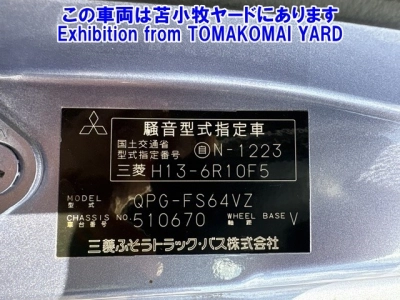 この車両は苫小牧ヤードにあります
Exhibition from TOMAKOMAI YARD
騒音型式指定車
国土交通省
型式指定番号 自 N-1223
三菱 H13-6R10F5
MODEL 型式 QPG-FS64VZ
CHASSIS NO. 車台番号 510670 WHEEL BASE V
三菱ふそうトラック・バス株式会社